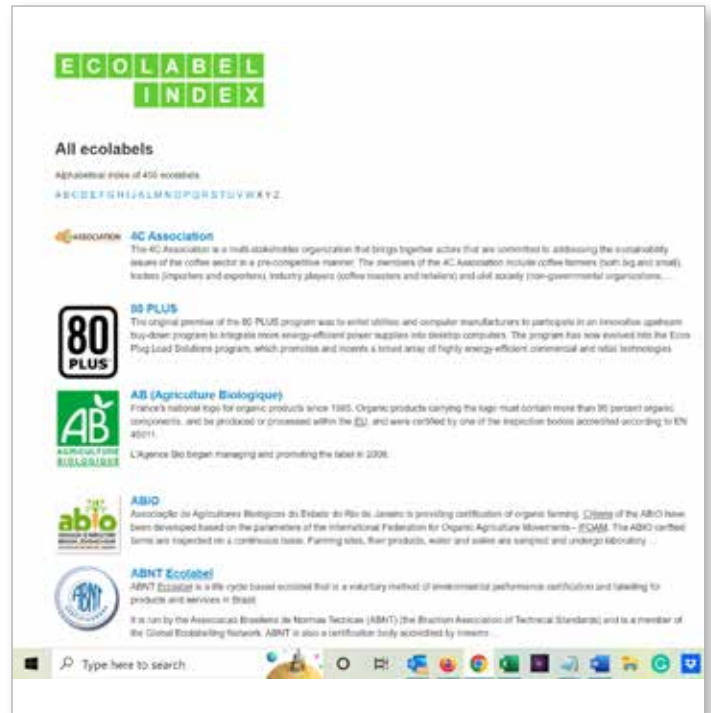 ECOLABEL
INDEX
All ecolabels
Alphabetical index of 456 ecolabels.
A B C D E F G H I J K L M N O P Q R S T U V W X Y Z
ASSOCIATION
4C Association
The 4C Association is a multi-stakeholder organization that brings together actors that are committed to addressing the sustainability
issues of the coffee sector in a pre-competitive manner. The members of the 4C Association include coffee farmers (both big and small),
traders (importers and exporters), industry players (coffee roasters and retailers) and civil society (non-governmental organizations, ...
80
PLUS
80 PLUS
The original premise of the 80 PLUS program was to enlist utilities and computer manufacturers to participate in an innovative upstream
buy-down program to integrate more energy-efficient power supplies into desktop computers. The program has now evolved into the Ecos
Plug Load Solutions program, which promotes and incents a broad array of highly energy-efficient commercial and retail technologies
AB
AGRICULTURE
BIOLOGIQUE
AB (Agriculture Biologique)
France's national logo for organic products since 1985. Organic products carrying the logo must contain more than 95 percent organic
components, and be produced or processed within the EU, and were certified by one of the inspection bodies accredited according to EN
45011.
L'Agence Bio began managing and promoting the label in 2008.
abio
ABIO
Associação de Agricultores Biológicos do Estado do Rio de Janeiro is providing certification of organic farming. Criteria of the ABIO have
been developed based on the parameters of the International Federation for Organic Agriculture Movements – IFOAM. The ABIO certified
farms are inspected on a continuous basis. Farming sites, their products, water and soil are sampled and undergo laboratory ...
ABNT
ABNT Ecolabel
ABNT Ecolabel is a life cycle based ecolabel that is a voluntary method of environmental performance certification and labelling for
products and services in Brazil.
It is run by the Associacao Brasileira de Normas Tecnicas (ABNT) (the Brazilian Association of Technical Standards) and is a member of
the Global Ecolabelling Network. ABNT is also a certification body accredited by Inmetro ...
Type here to search